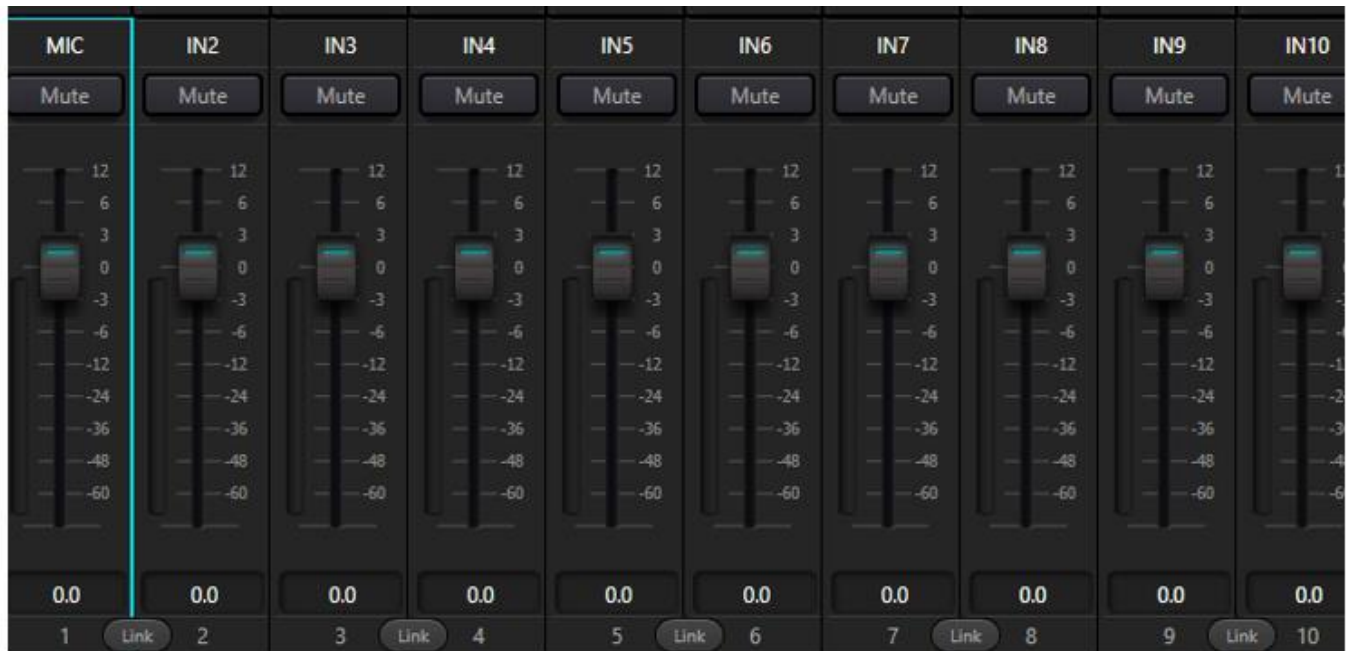 MIC IN2 IN3 IN4 IN5 IN6 IN7 IN8 IN9 IN10
Mute Mute Mute Mute Mute Mute Mute Mute Mute Mute
12 12 12 12 12 12 12 12 12
6 6 6 6 6 6 6 6 6
3 3 3 3 3 3 3 3 3
0 0 0 0 0 0 0 0 0
-3 -3 -3 -3 -3 -3 -3 -3 -3
-6 -6 -6 -6 -6 -6 -6 -6 -6
-12 -12 -12 -12 -12 -12 -12 -12 -12
-24 -24 -24 -24 -24 -24 -24 -24 -24
-36 -36 -36 -36 -36 -36 -36 -36 -36
-48 -48 -48 -48 -48 -48 -48 -48 -48
-60 -60 -60 -60 -60 -60 -60 -60 -60
0.0 0.0 0.0 0.0 0.0 0.0 0.0 0.0 0.0 0.0
1 Link 2 3 Link 4 5 Link 6 7 Link 8 9 Link 10